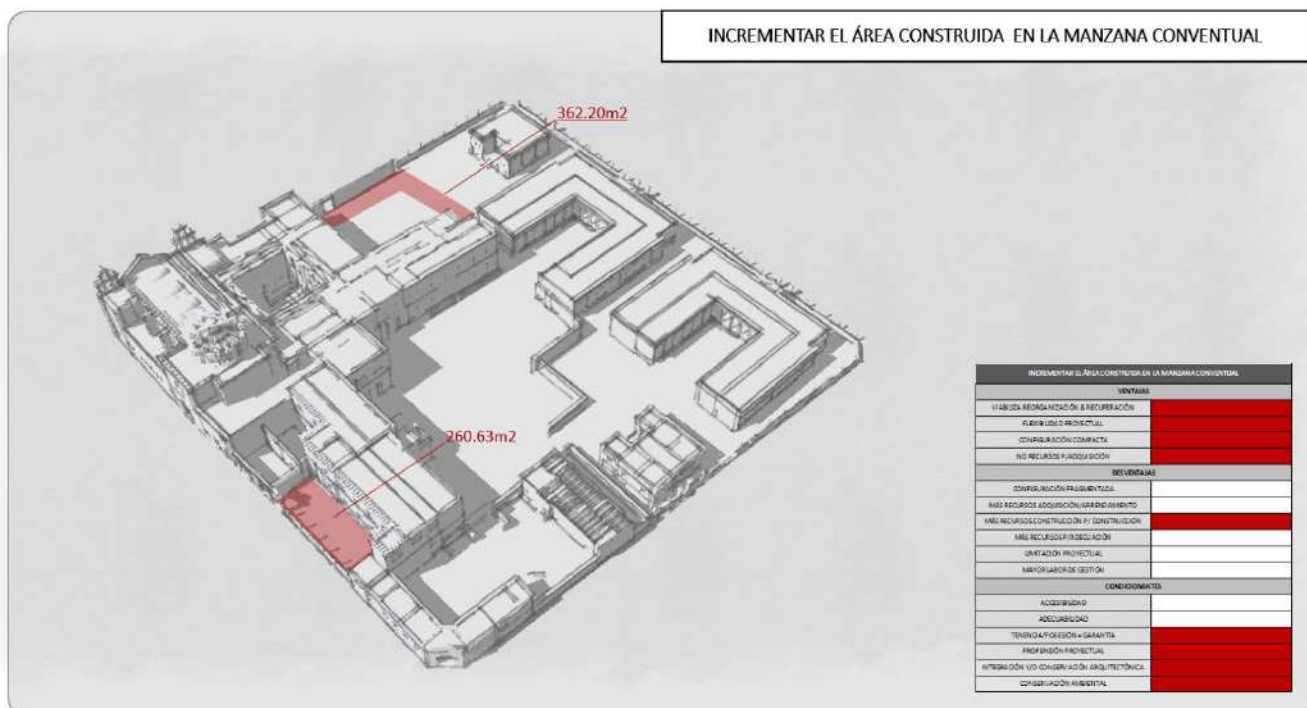 INCREMENTAR EL ÁREA CONSTRUIDA EN LA MANZANA CONVENTUAL
362.20m2
260.63m2
INCREMENTAR EL ÁREA CONSTRUIDA EN LA MANZANA CONVENTUAL
VENTAJAS
VIABILIZA REORGANIZACIÓN & RECUPERACIÓN
FLEXIBILIDAD PROYECTUAL
CONFIGURACIÓN COMPACTA
NO RECURSOS P/ADQUISICIÓN
DESVENTAJAS
CONFIGURACIÓN FRAGMENTADA
MÁS RECURSOS ADQUISICIÓN/ARRENDAMIENTO
MÁS RECURSOS CONSTRUCCIÓN P/ CONSTRUCCIÓN
MÁS RECURSOS P/ADECUACIÓN
LIMITACIÓN PROYECTUAL
MAYOR LABOR DE GESTIÓN
CONDICIONANTES
ACCESIBILIDAD
ADECUABILIDAD
TENENCIA/POSESIÓN + GARANTÍA
PROPENSIÓN PROYECTUAL
INTEGRACIÓN Y/O CONSERVACIÓN ARQUITECTÓNICA
CONSERVACIÓN AMBIENTAL